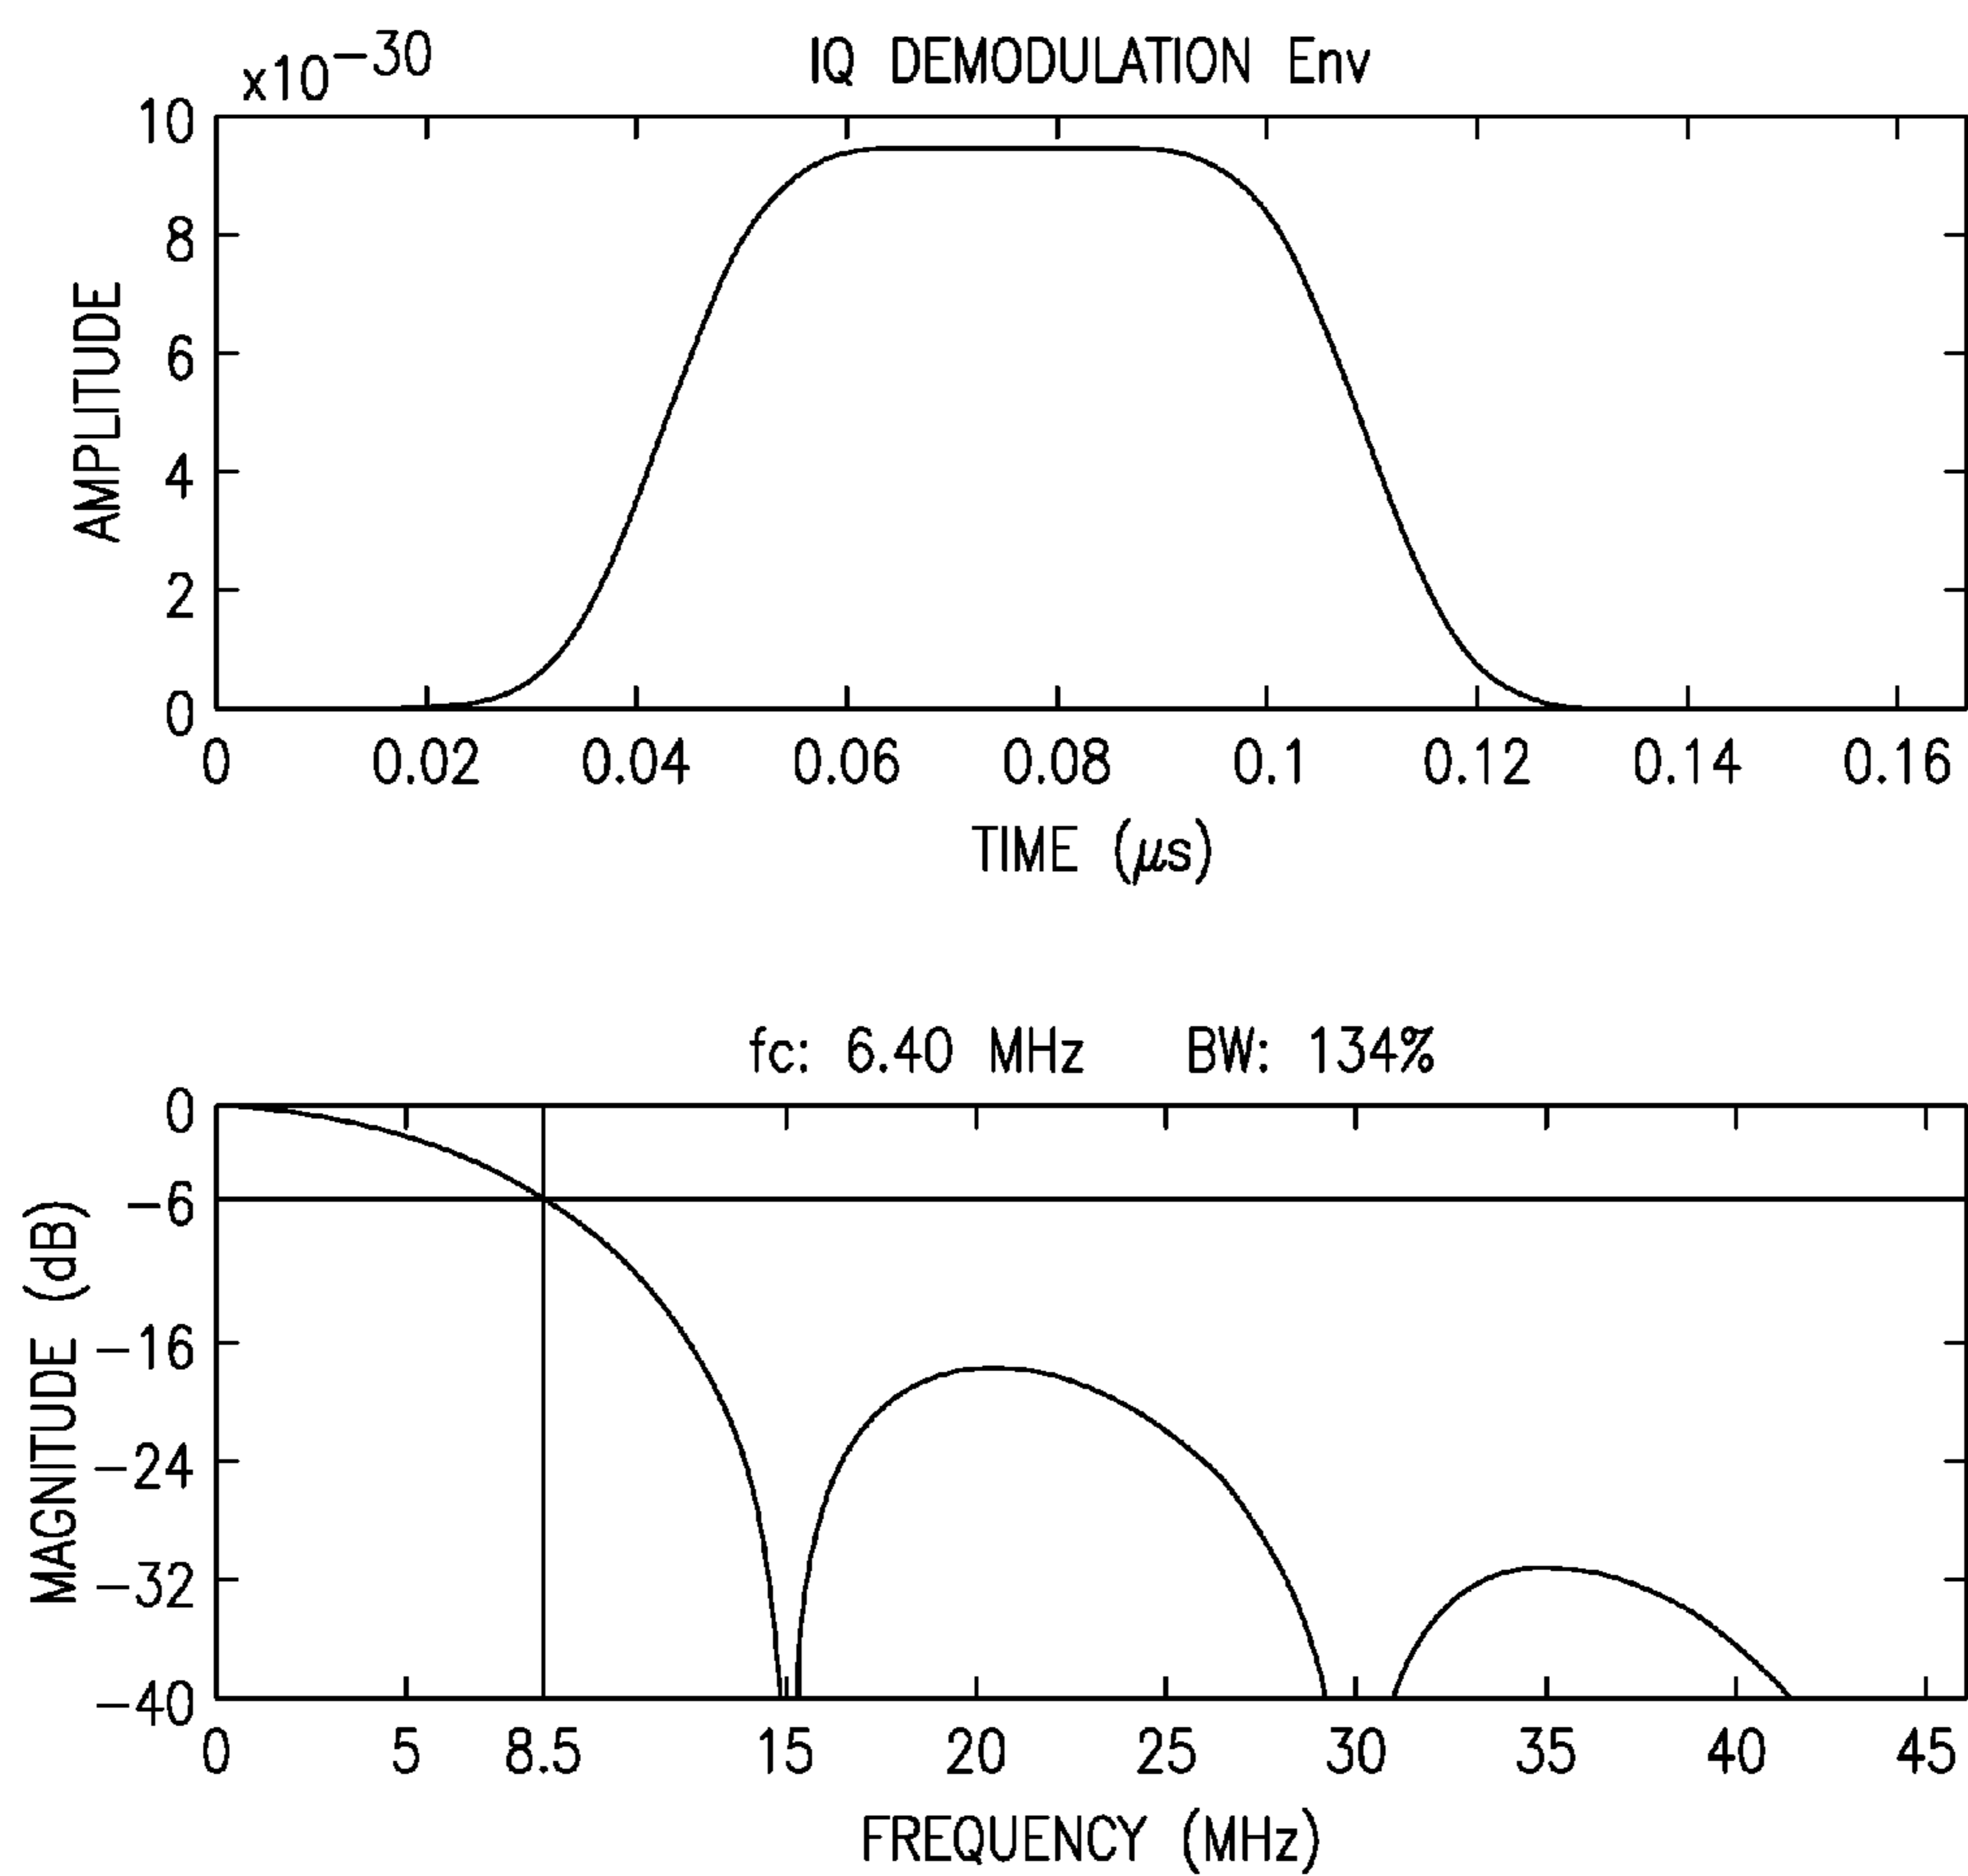 x10−30
IQ DEMODULATION Env
10
8
6
4
2
0
AMPLITUDE
0 0.02 0.04 0.06 0.08 0.1 0.12 0.14 0.16
TIME (μs)
fc: 6.40 MHz BW: 134%
0
−6
−16
−24
−32
−40
MAGNITUDE (dB)
0 5 8.5 15 20 25 30 35 40 45
FREQUENCY (MHz)